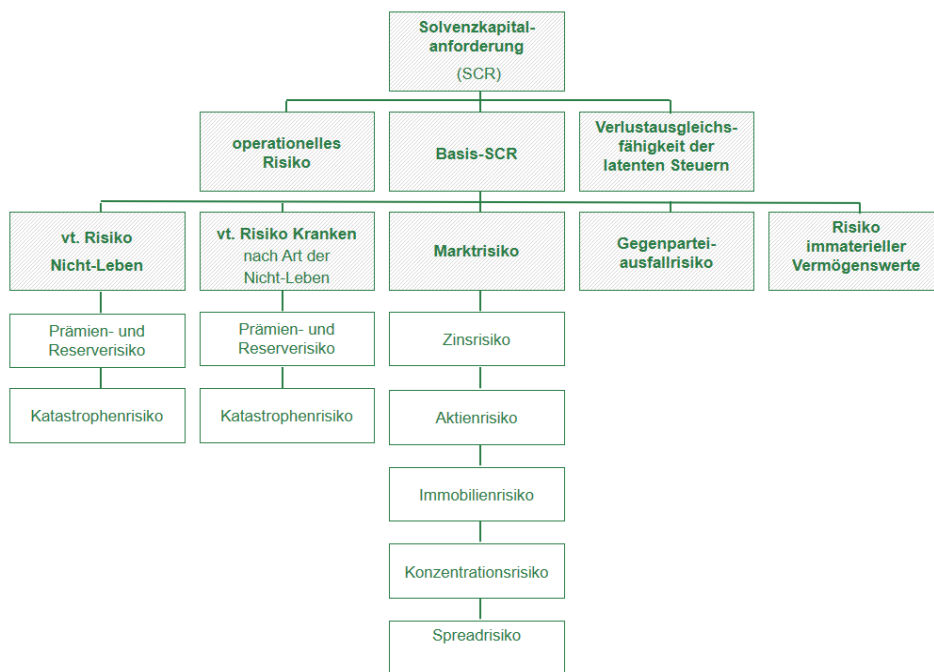 Solvenzkapital-
anforderung
(SCR)
operationelles
Risiko
Basis-SCR
Verlustausgleichs-
fähigkeit der
latenten Steuern
vt. Risiko
Nicht-Leben
vt. Risiko Kranken
nach Art der
Nicht-Leben
Marktrisiko
Gegenpartei-
ausfallrisiko
Risiko
immaterieller
Vermögenswerte
Prämien- und
Reserverisiko
Prämien- und
Reserverisiko
Zinsrisiko
Katastrophenrisiko
Katastrophenrisiko
Aktienrisiko
Immobilienrisiko
Konzentrationsrisiko
Spreadrisiko